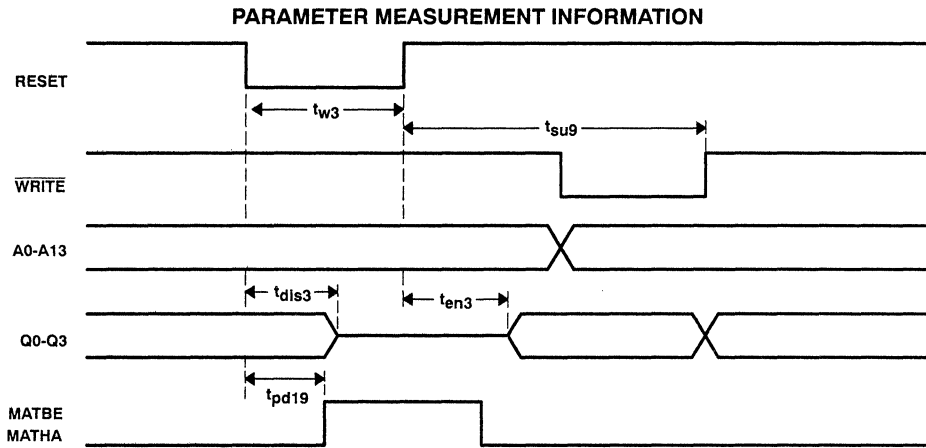 PARAMETER MEASUREMENT INFORMATION
RESET
tw3
tsu9
WRITE
A0-A13
tdis3
ten3
Q0-Q3
tpd19
MATBE
MATHA